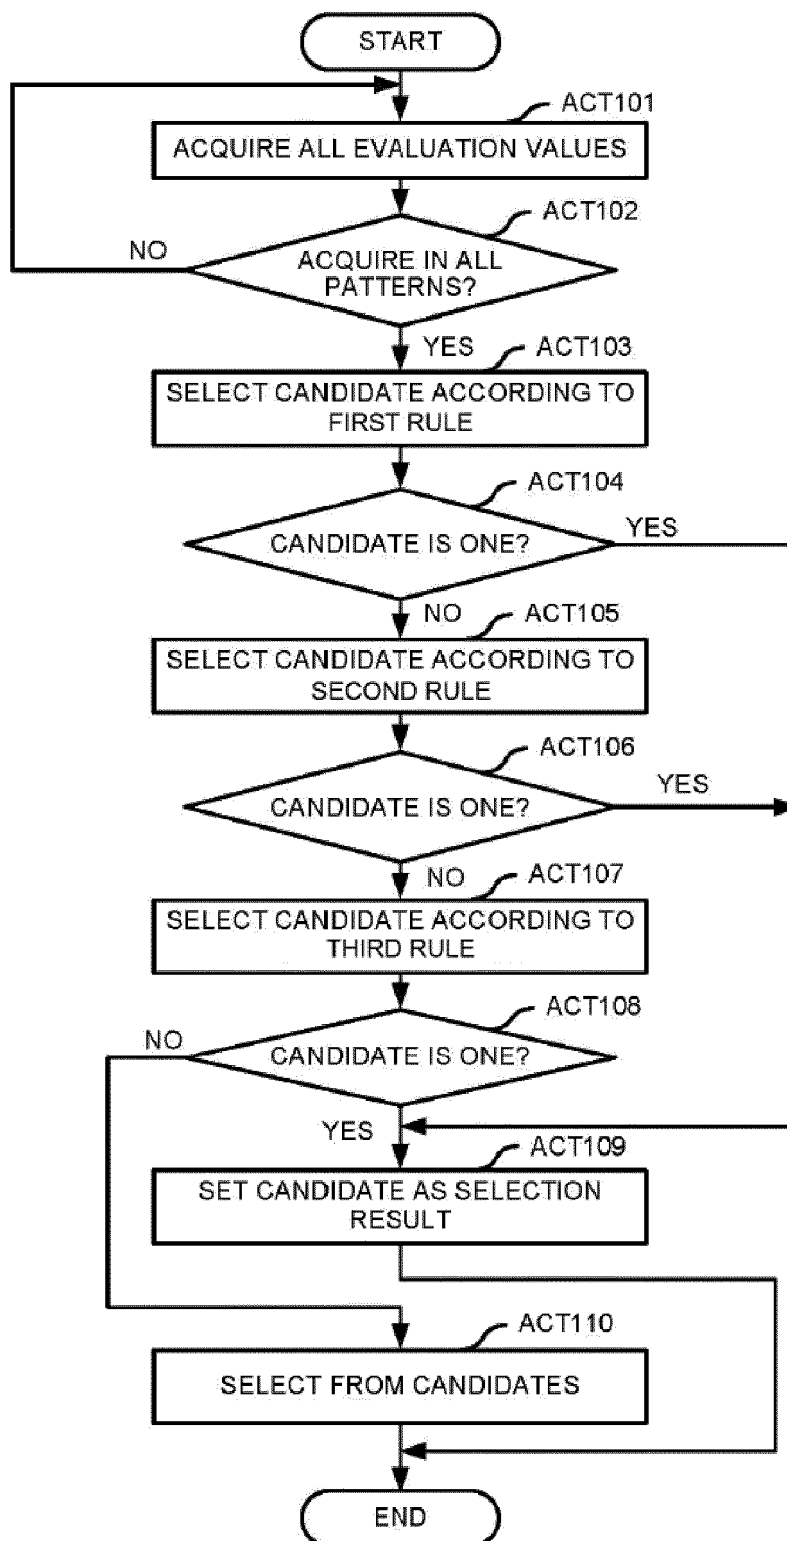 START
ACT101
ACQUIRE ALL EVALUATION VALUES
ACT102
NO
ACQUIRE IN ALL
PATTERNS?
YES
ACT103
SELECT CANDIDATE ACCORDING TO
FIRST RULE
ACT104
YES
CANDIDATE IS ONE?
NO
ACT105
SELECT CANDIDATE ACCORDING TO
SECOND RULE
ACT106
YES
CANDIDATE IS ONE?
NO
ACT107
SELECT CANDIDATE ACCORDING TO
THIRD RULE
ACT108
NO
CANDIDATE IS ONE?
YES
ACT109
SET CANDIDATE AS SELECTION
RESULT
ACT110
SELECT FROM CANDIDATES
END